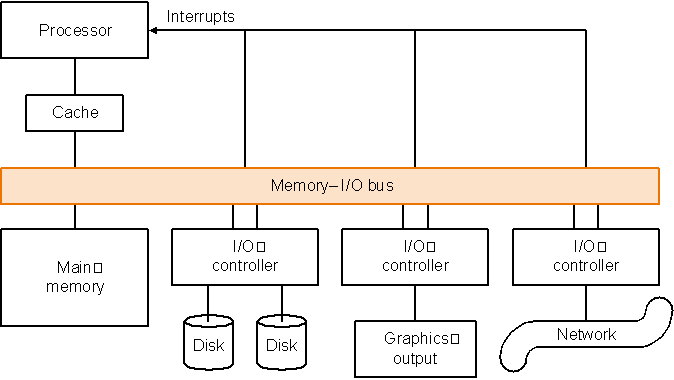 Interrupts
Processor
Cache
Memory–I/O bus
Main□
memory
I/O□
controller
I/O□
controller
I/O□
controller
Disk
Disk
Graphics□
output
Network